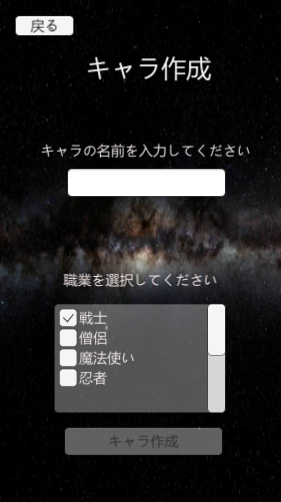 戻る
キャラ作成
キャラの名前を入力してください
職業を選択してください
戦士
僧侶
魔法使い
忍者
キャラ作成